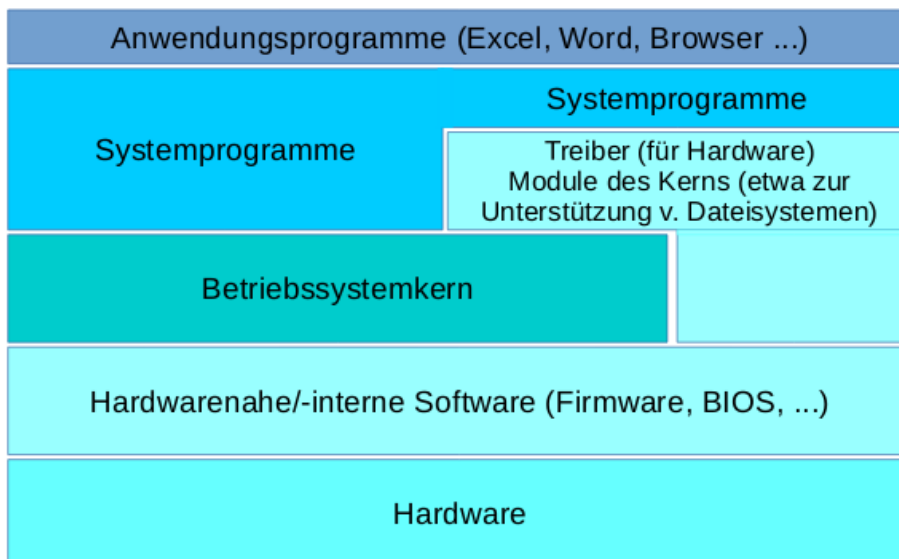 Anwendungsprogramme (Excel, Word, Browser ...)
Systemprogramme
Systemprogramme
Treiber (für Hardware)
Module des Kerns (etwa zur
Unterstützung v. Dateisystemen)
Betriebssystemkern
Hardwarenahe/-interne Software (Firmware, BIOS, ...)
Hardware